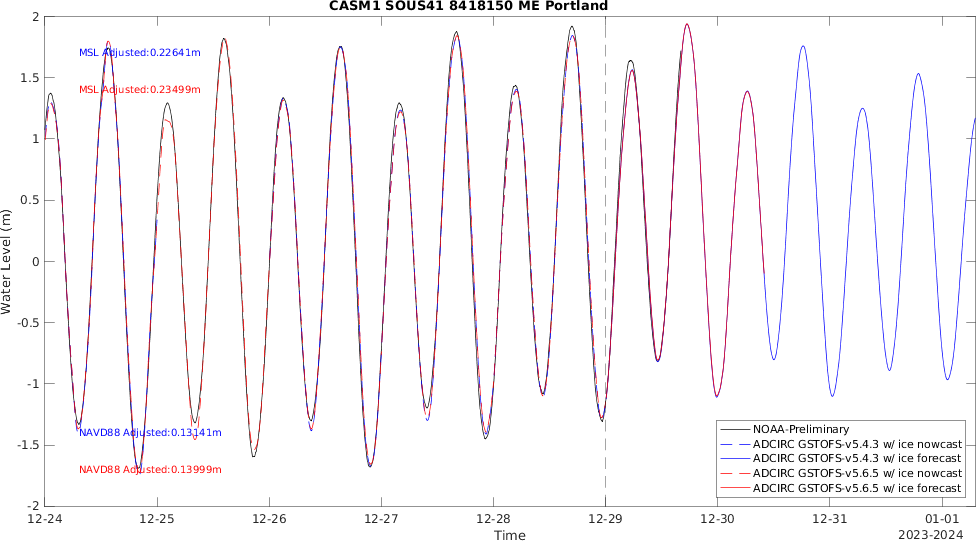 CASM1 SOUS41 8418150 ME Portland
2
1.5
1
0.5
0
-0.5
-1
-1.5
-2
Water Level (m)
MSL Adjusted:0.22641m
MSL Adjusted:0.23499m
NAVD88 Adjusted:0.13141m
NAVD88 Adjusted:0.13999m
NOAA-Preliminary
ADCIRC GSTOFS-v5.4.3 w/ ice nowcast
ADCIRC GSTOFS-v5.4.3 w/ ice forecast
ADCIRC GSTOFS-v5.6.5 w/ ice nowcast
ADCIRC GSTOFS-v5.6.5 w/ ice forecast
12-24 12-25 12-26 12-27 12-28 12-29 12-30 12-31 01-01
Time
2023-2024